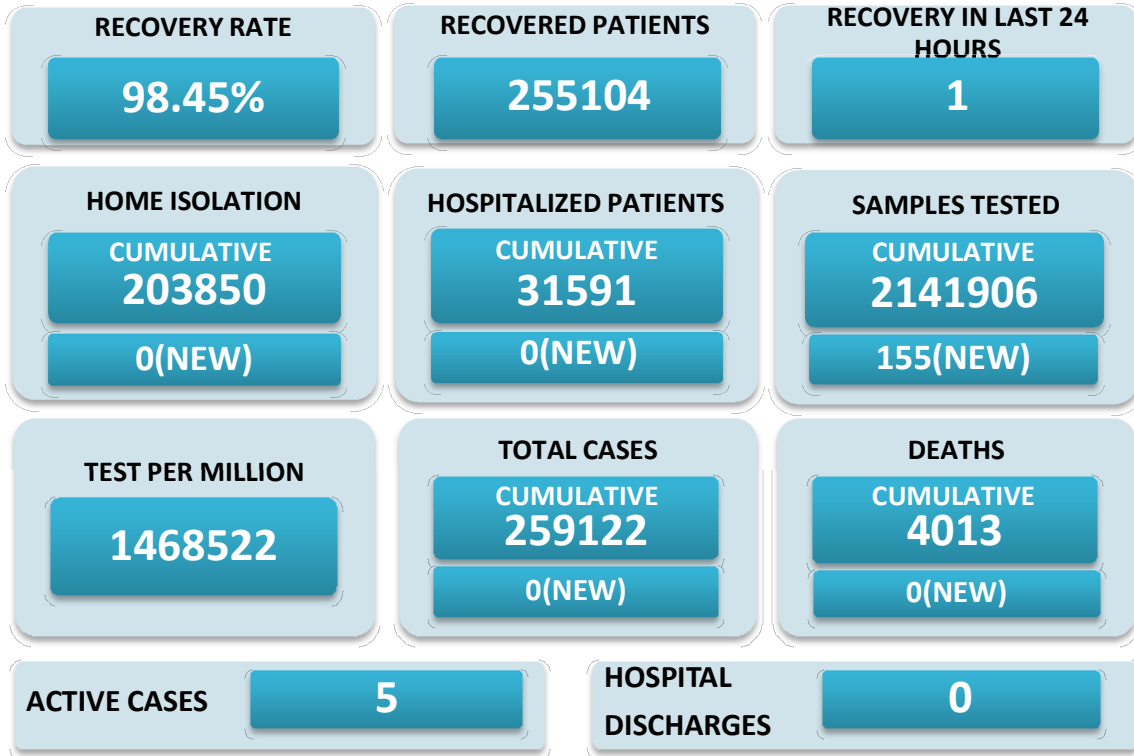 RECOVERY RATE
98.45%
RECOVERED PATIENTS
255104
RECOVERY IN LAST 24
HOURS
1
HOME ISOLATION
CUMULATIVE
203850
0(NEW)
HOSPITALIZED PATIENTS
CUMULATIVE
31591
0(NEW)
SAMPLES TESTED
CUMULATIVE
2141906
155(NEW)
TEST PER MILLION
1468522
TOTAL CASES
CUMULATIVE
259122
0(NEW)
DEATHS
CUMULATIVE
4013
0(NEW)
ACTIVE CASES
5
HOSPITAL
DISCHARGES
0